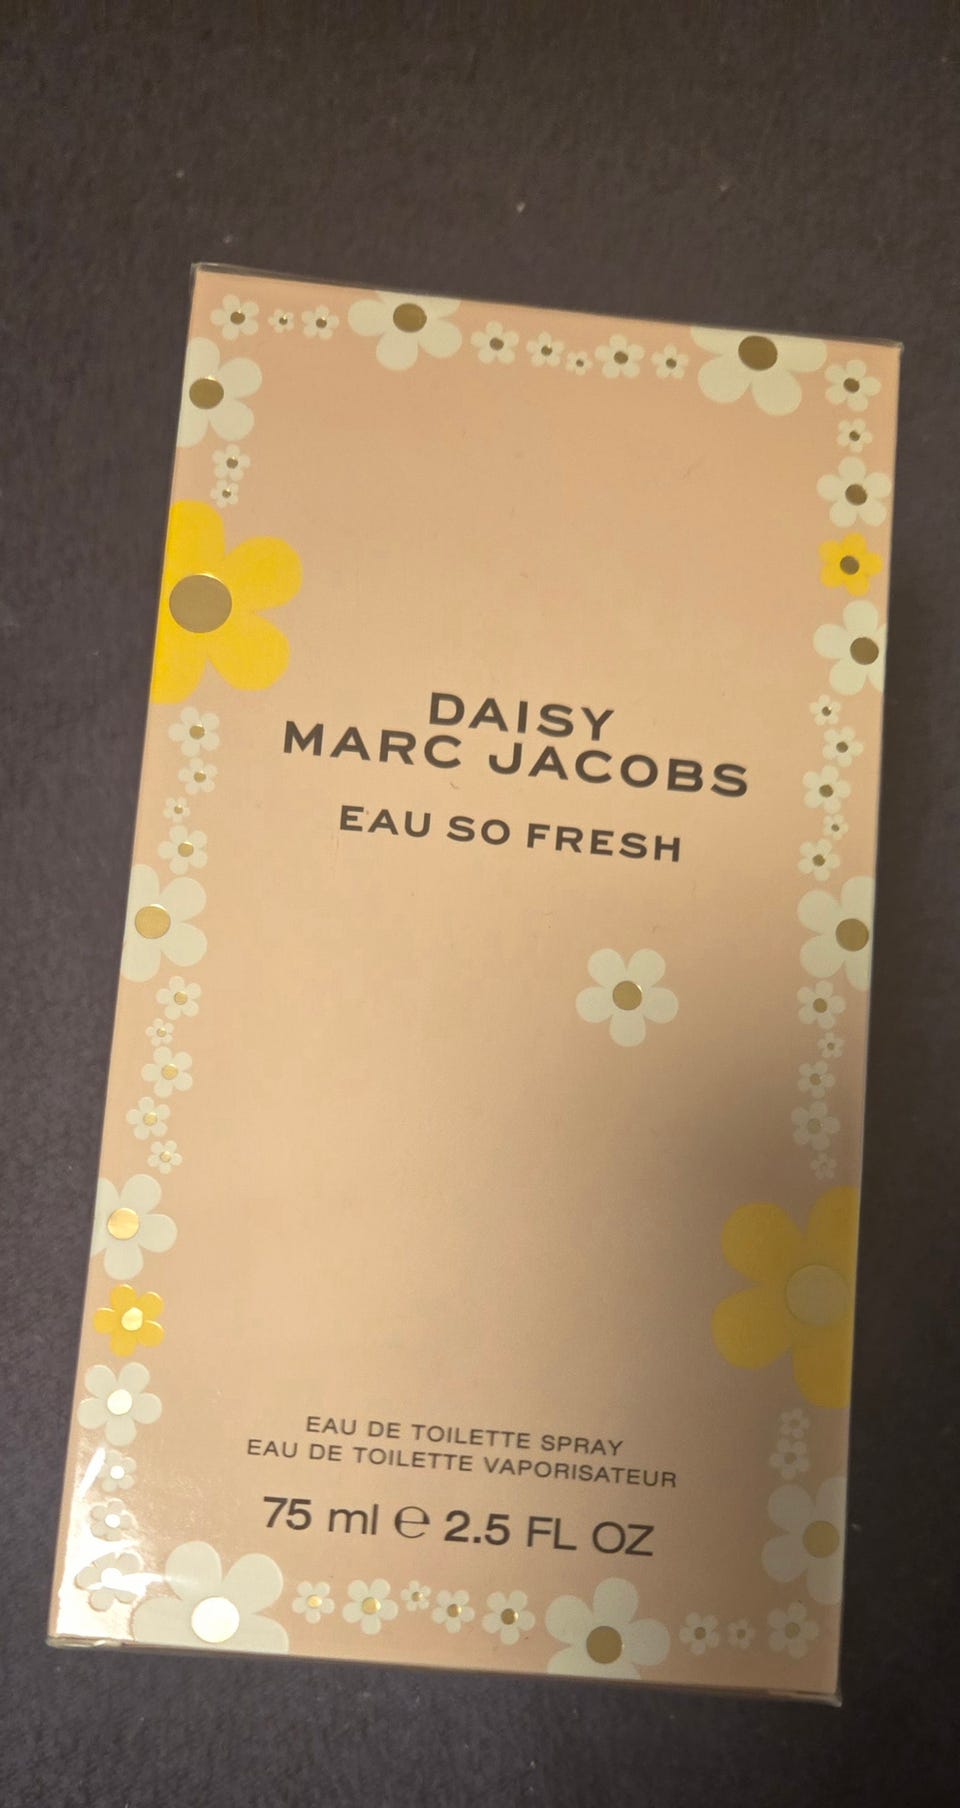 DAISY
MARC JACOBS
EAU SO FRESH
EAU DE TOILETTE SPRAY
EAU DE TOILETTE VAPORISATEUR
75 ml ℮ 2.5 FL OZ